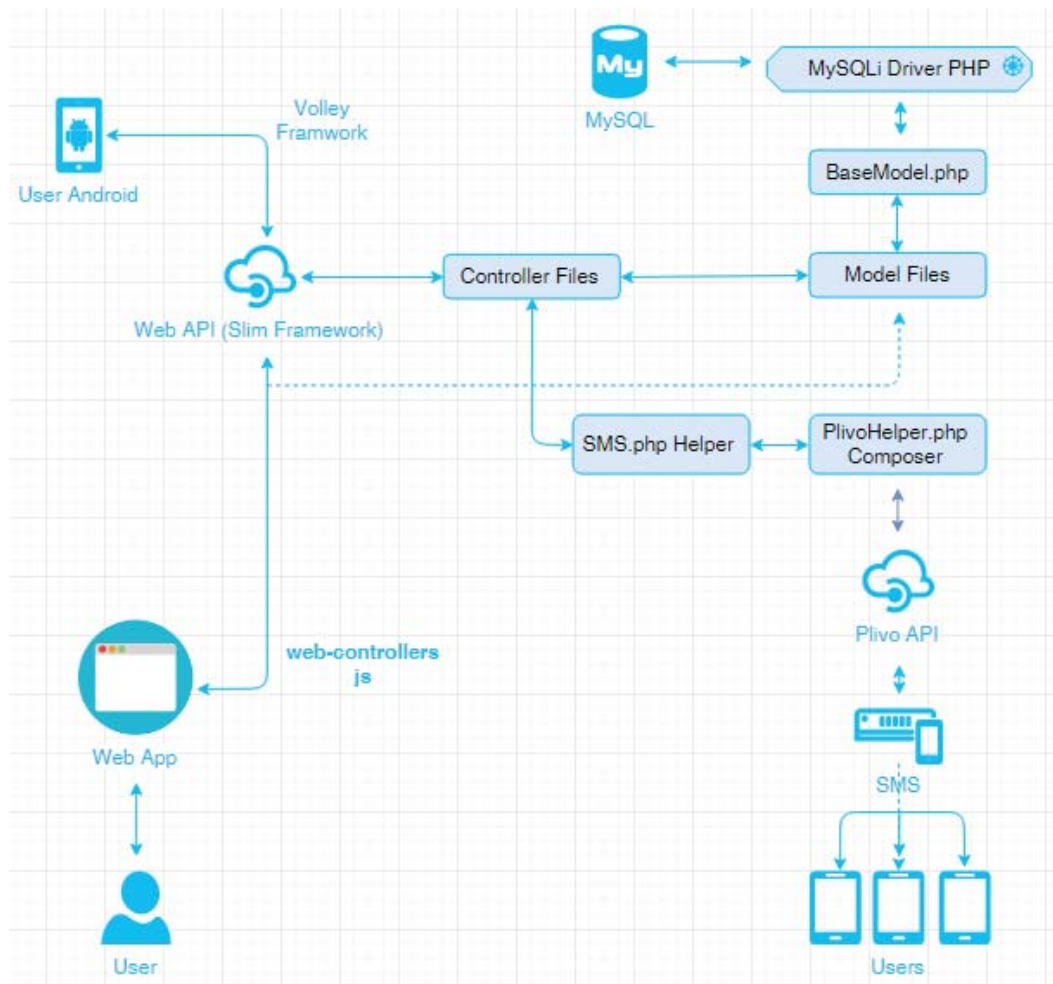 My
MySQL
MySQLi Driver PHP
Volley
Framwork
User Android
BaseModel.php
Web API (Slim Framework)
Controller Files
Model Files
SMS.php Helper
PlivoHelper.php
Composer
Plivo API
web-controllers
js
Web App
SMS
User
Users